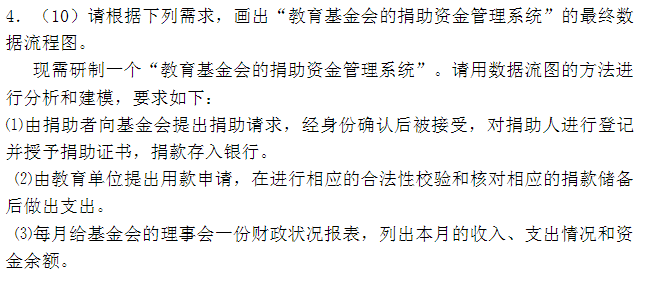 4．（10）请根据下列需求，画出“教育基金会的捐助资金管理系统”的最终数
据流程图。
现需研制一个“教育基金会的捐助资金管理系统”。请用数据流图的方法进
行分析和建模，要求如下：
⑴由捐助者向基金会提出捐助请求，经身份确认后被接受，对捐助人进行登记
并授予捐助证书，捐款存入银行。
⑵由教育单位提出用款申请，在进行相应的合法性校验和核对相应的捐款储备
后做出支出。
⑶每月给基金会的理事会一份财政状况报表，列出本月的收入、支出情况和资
金余额。